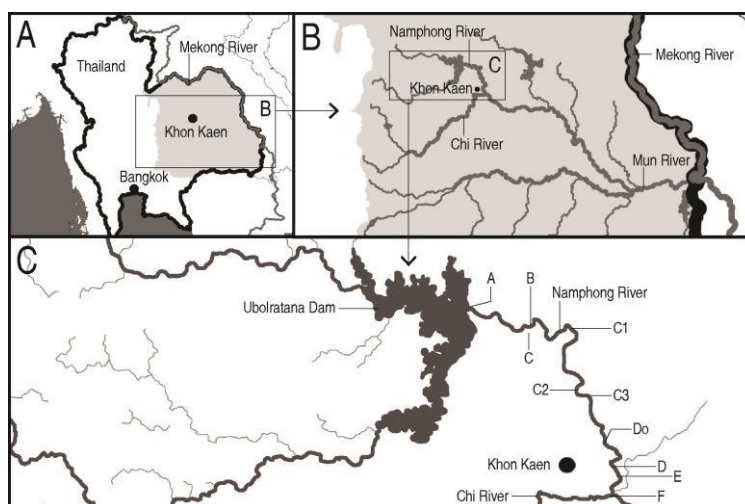 A
Mekong River
Thailand
B
Khon Kaen
Bangkok
B
Namphong River
C
Khon Kaen
Mekong River
Chi River
Mun River
C
Ubolratana Dam
A
B
Namphong River
C1
C
C2
C3
Do
Khon Kaen
D
E
Chi River
F